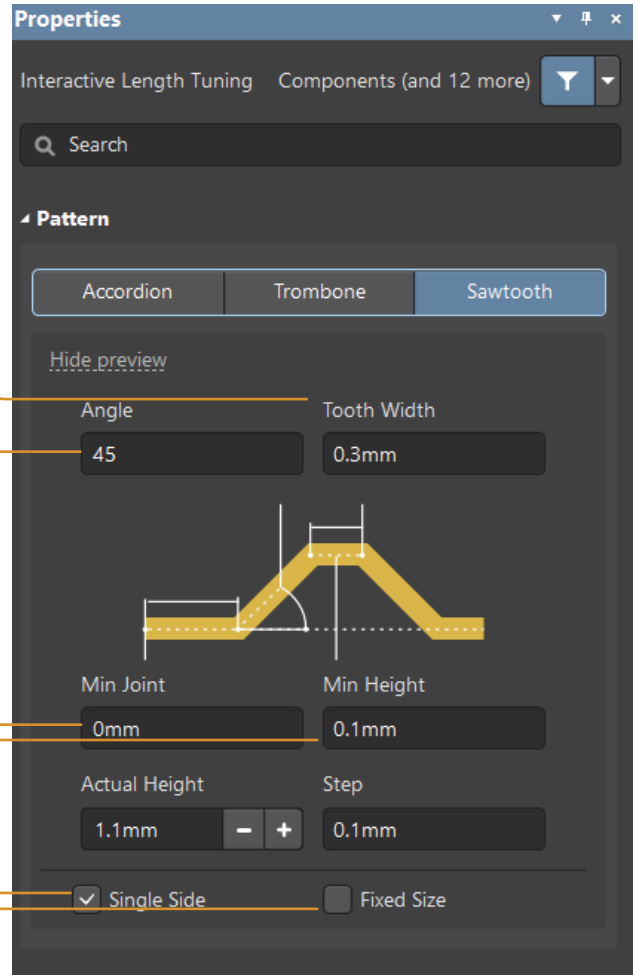 Properties
Interactive Length Tuning Components (and 12 more)
Search
Pattern
Accordion Trombone Sawtooth
Hide preview
Angle Tooth Width
45 0.3mm
Min Joint Min Height
0mm 0.1mm
Actual Height Step
1.1mm - + 0.1mm
Single Side Fixed Size